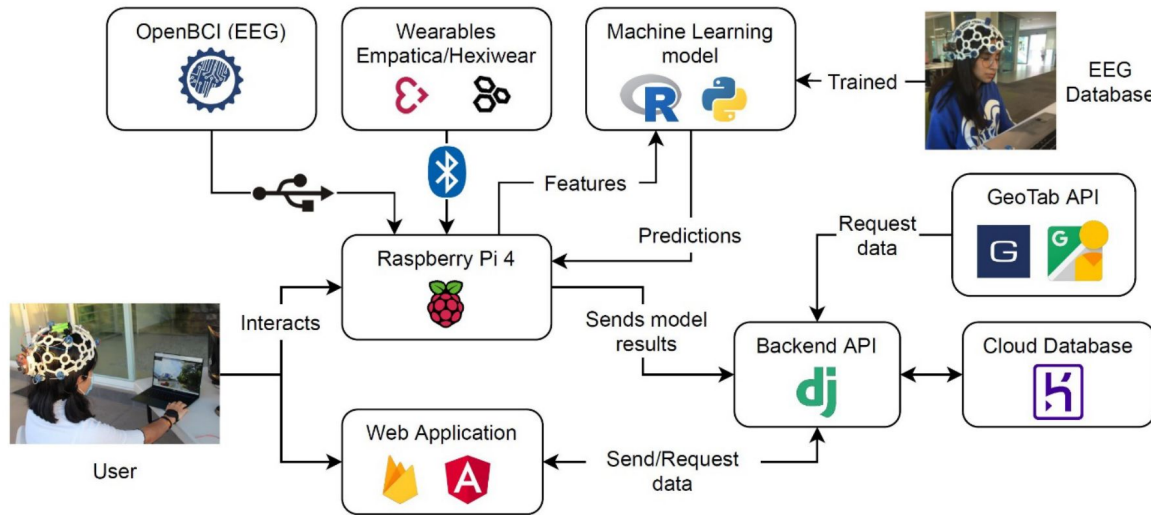 OpenBCI (EEG)
Wearables
Empatica/Hexiwear
Machine Learning
model
Trained
EEG
Database
Features
Predictions
GeoTab API
G
G
Request
data
Raspberry Pi 4
Interacts
Sends model
results
Backend API
dj
Cloud Database
User
Web Application
A
Send/Request
data
R